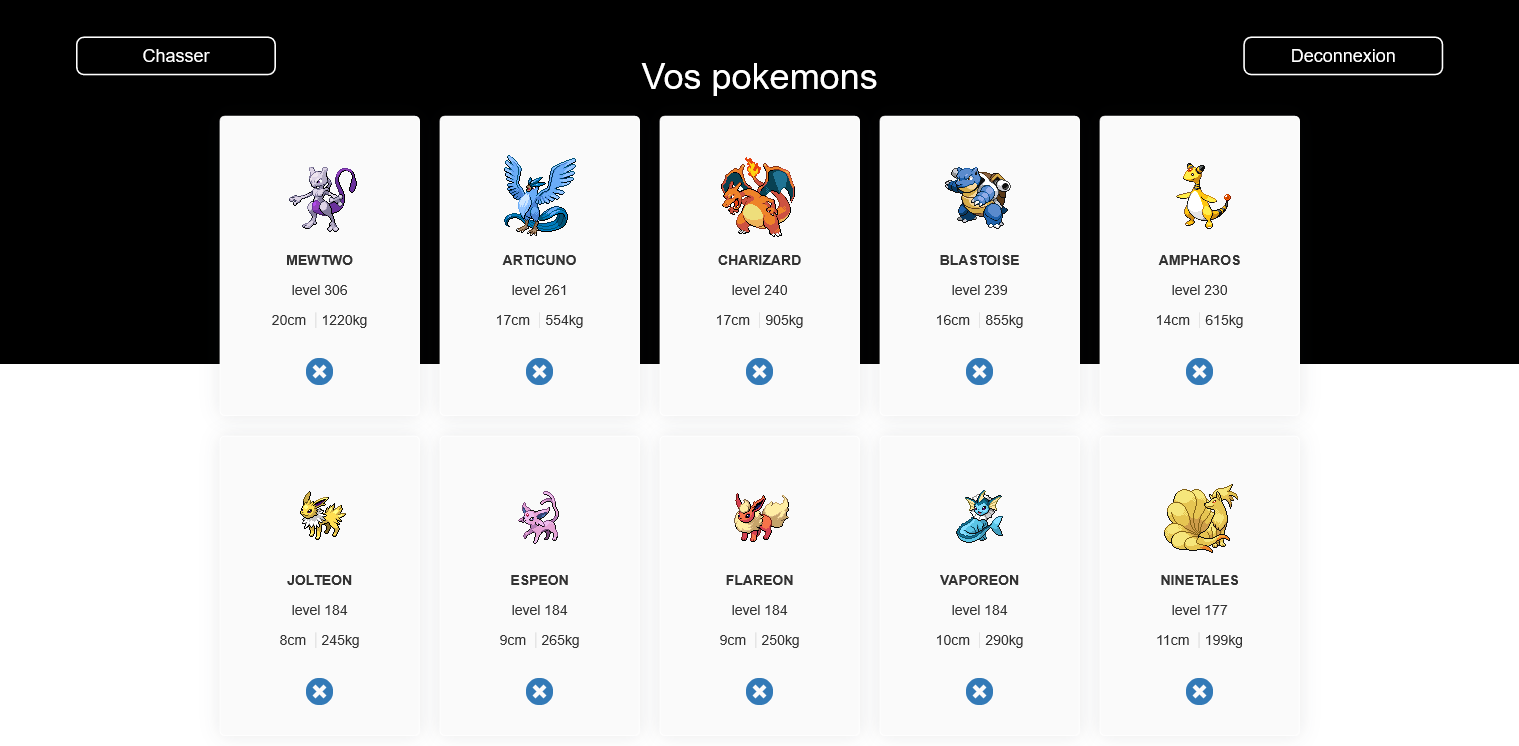 Chasser
Deconnexion
Vos pokemons
MEWTWO
level 306
20cm 1220kg
ARTICUNO
level 261
17cm 554kg
CHARIZARD
level 240
17cm 905kg
BLASTOISE
level 239
16cm 855kg
AMPHAROS
level 230
14cm 615kg
JOLTEON
level 184
8cm 245kg
ESPEON
level 184
9cm 265kg
FLAREON
level 184
9cm 250kg
VAPOREON
level 184
10cm 290kg
NINETALES
level 177
11cm 199kg